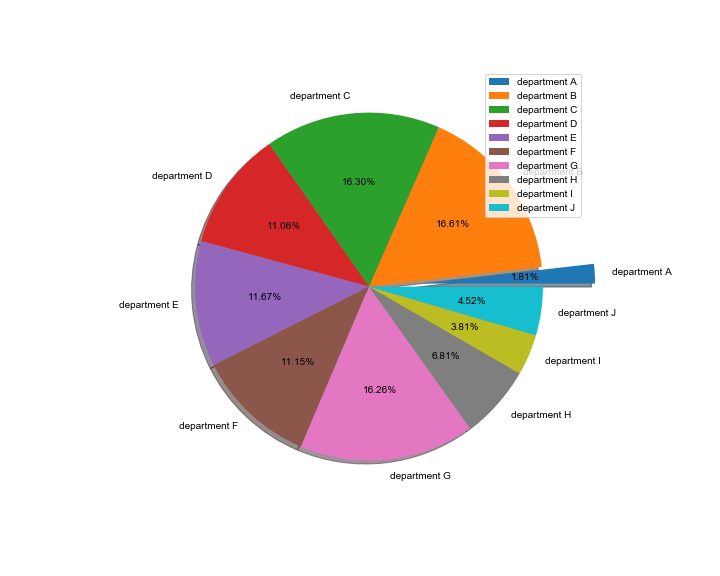 department A
department B
department C
department D
department E
department F
department G
department H
department I
department J
department C
department D
department E
department F
department G
department H
department I
department J
department A
department B
16.30%
16.61%
11.06%
11.67%
11.15%
16.26%
6.81%
3.81%
4.52%
1.81%